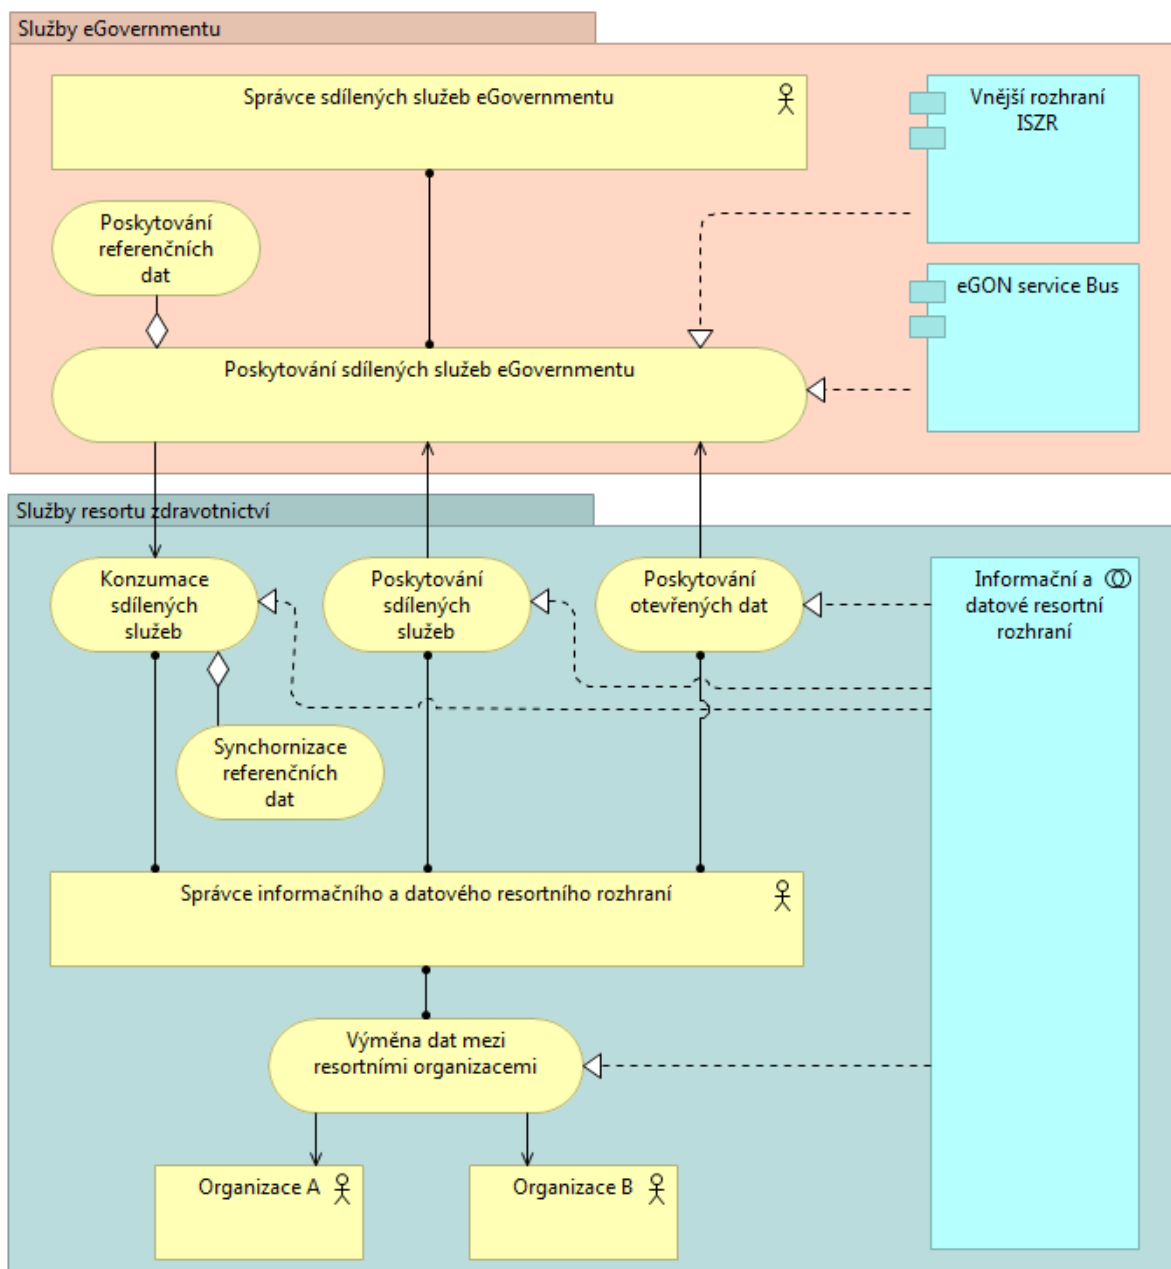 Služby eGovernmentu
Správce sdílených služeb eGovernmentu
Vnější rozhraní
ISZR
Poskytování
referenčních
dat
eGON service Bus
Poskytování sdílených služeb eGovernmentu
Služby resortu zdravotnictví
Konzumace
sdílených
služeb
Poskytování
sdílených
služeb
Poskytování
otevřených dat
Informační a
datové resortní
rozhraní
Synchornizace
referenčních
dat
Správce informačního a datového resortního rozhraní
Výměna dat mezi
resortními organizacemi
Organizace A
Organizace B